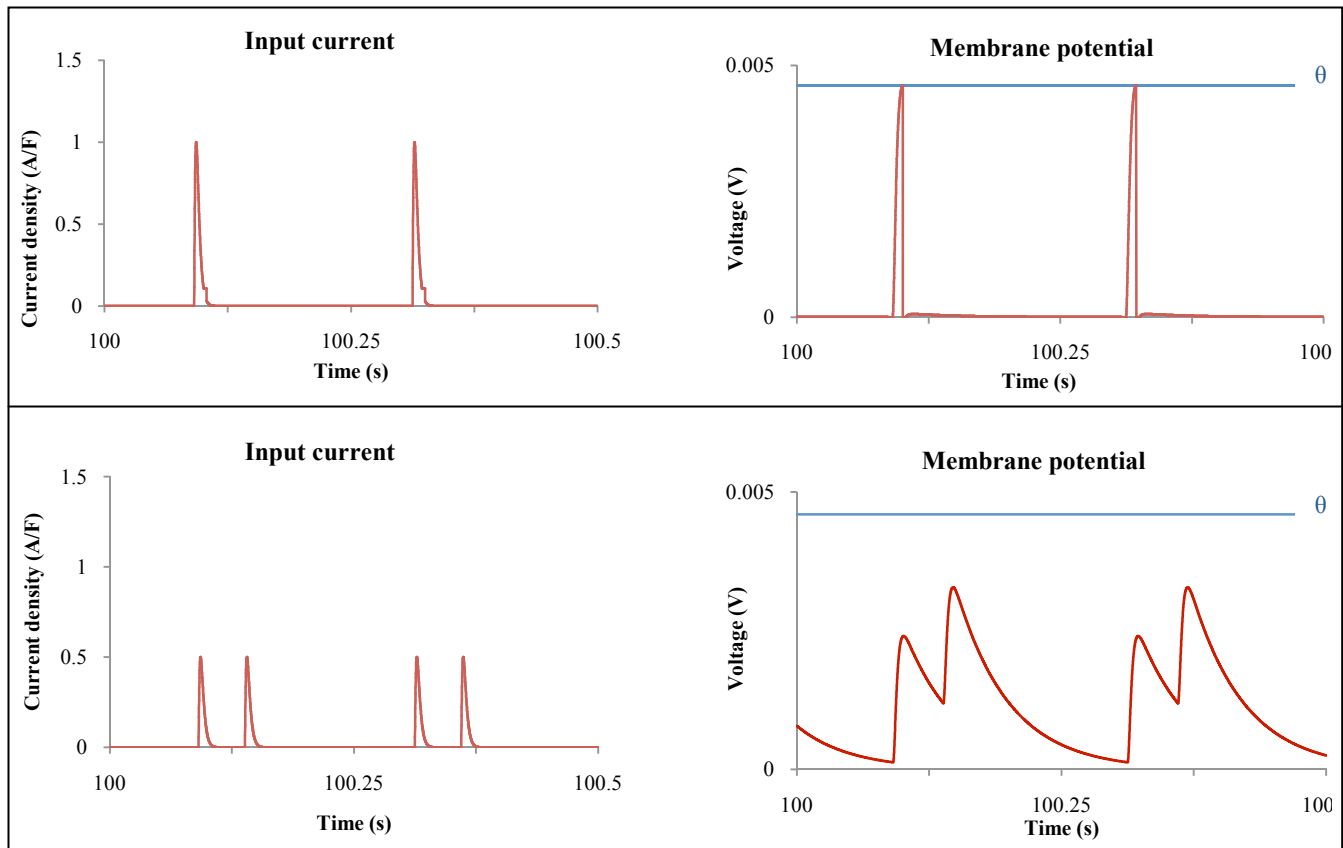 Input current
1.5
1
0.5
0
Current density (A/F)
100
100.25
100.5
Time (s)
Membrane potential
0.005
θ
0
Voltage (V)
100
100.25
100
Time (s)
Input current
1.5
1
0.5
0
Current density (A/F)
100
100.25
100.5
Time (s)
Membrane potential
0.005
θ
0
Voltage (V)
100
100.25
100
Time (s)